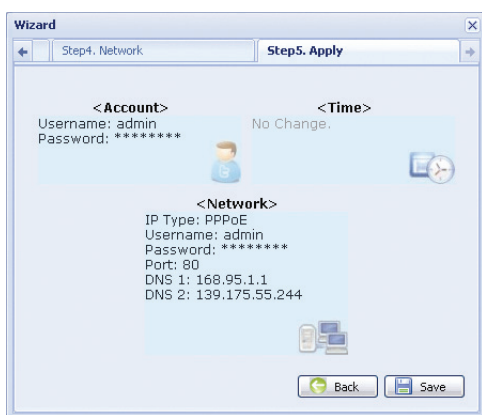 Wizard
Step4. Network
Step5. Apply
<Account>
Username: admin
Password: ********
<Time>
No Change.
<Network>
IP Type: PPPoE
Username: admin
Password: ********
Port: 80
DNS 1: 168.95.1.1
DNS 2: 139.175.55.244
Back
Save